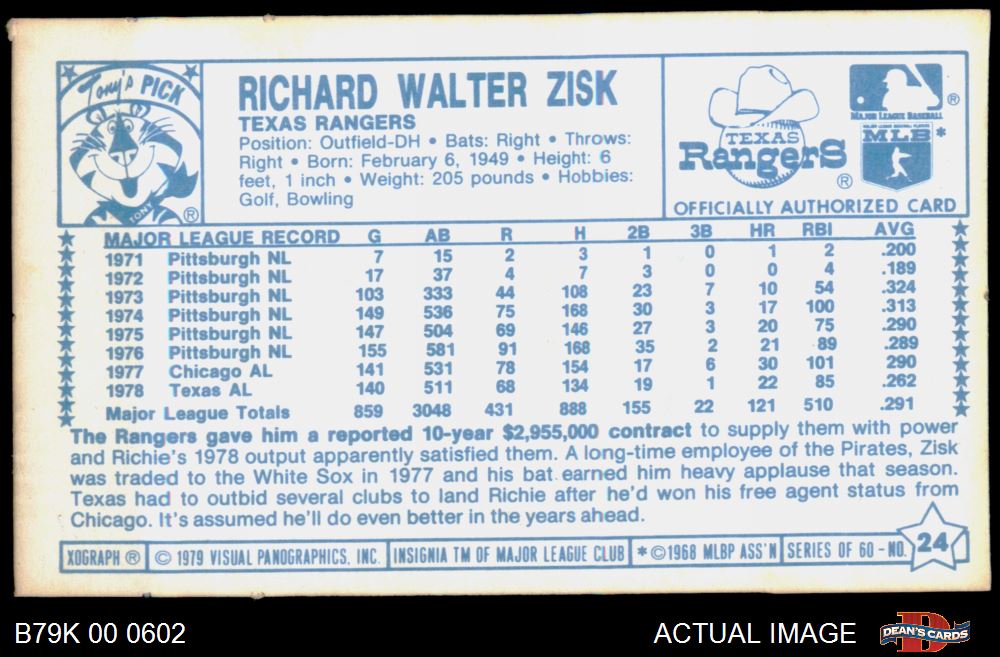 Tony's PICK
TONY ®
RICHARD WALTER ZISK
TEXAS RANGERS
Position: Outfield-DH • Bats: Right • Throws:
Right • Born: February 6, 1949 • Height: 6
feet, 1 inch • Weight: 205 pounds • Hobbies:
Golf, Bowling
TEXAS
Rangers ®
®
MAJOR LEAGUE BASEBALL
MLB*
OFFICIALLY AUTHORIZED CARD
MAJOR LEAGUE RECORD G AB R H 2B 3B HR RBI AVG
1971 Pittsburgh NL 7 15 2 3 1 0 1 2 .200
1972 Pittsburgh NL 17 37 4 7 3 0 0 4 .189
1973 Pittsburgh NL 103 333 44 108 23 7 10 54 .324
1974 Pittsburgh NL 149 536 75 168 30 3 17 100 .313
1975 Pittsburgh NL 147 504 69 146 27 3 20 75 .290
1976 Pittsburgh NL 155 581 91 168 35 2 21 89 .289
1977 Chicago AL 141 531 78 154 17 6 30 101 290
1978 Texas AL 140 511 68 134 19 1 22 85 .262
Major League Totals 859 3048 431 888 155 22 121 510 .291
The Rangers gave him a reported 10-year $2,955,000 contract to supply them with power
and Richie's 1978 output apparently satisfied them. A long-time employee of the Pirates, Zisk
was traded to the White Sox in 1977 and his bat earned him heavy applause that season.
Texas had to outbid several clubs to land Richie after he'd won his free agent status from
Chicago. It's assumed he'll do even better in the years ahead.
XOGRAPH ® © 1979 VISUAL PANOGRAPHICS, INC. INSIGNIA TM OF MAJOR LEAGUE CLUB *©1968 MLBP ASS'N SERIES OF 60 - NO. 24
B79K 00 0602 ACTUAL IMAGE DEAN'S CARDS